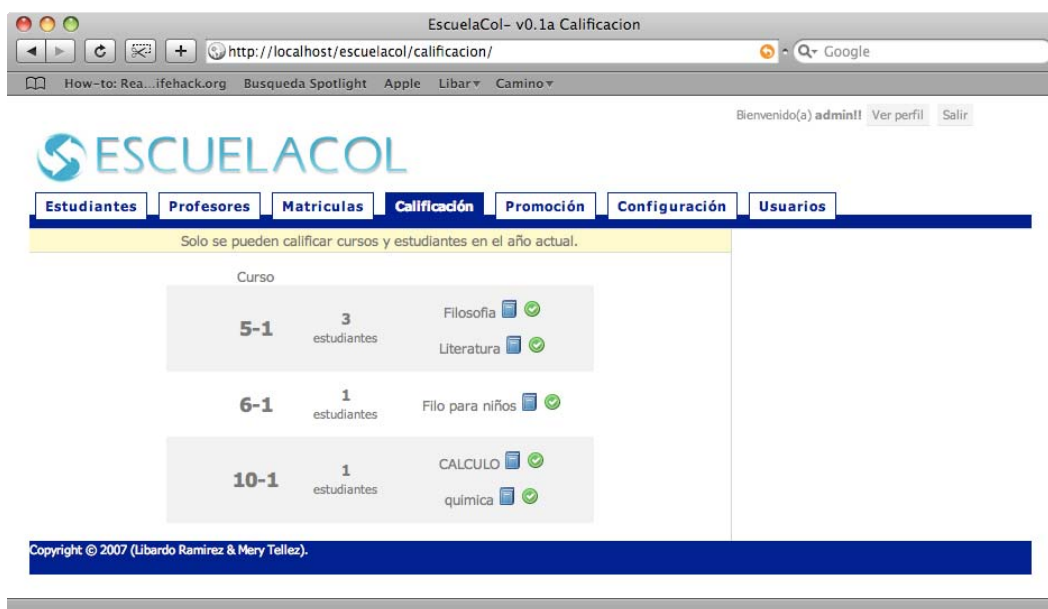 EscuelaCol- v0.1a Calificacion
http://localhost/escuelacol/calificacion/
Google
How-to: Rea...ifehack.org Busqueda Spotlight Apple Libar Camino
Bienvenido(a) admin!! Ver perfil Salir
ESCUELACOL
Estudiantes Profesores Matriculas Calificación Promoción Configuración Usuarios
Solo se pueden calificar cursos y estudiantes en el año actual.
Curso
5-1
3
estudiantes
Filosofia
Literatura
6-1
1
estudiantes
Filo para niños
10-1
1
estudiantes
CALCULO
quimica
Copyright © 2007 (Libardo Ramirez & Mery Tellez).